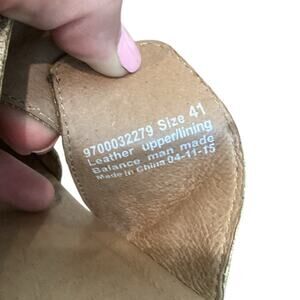 9700032279 Size 41
Leather upper/lining
Balance man made
Made in China 04-11-15